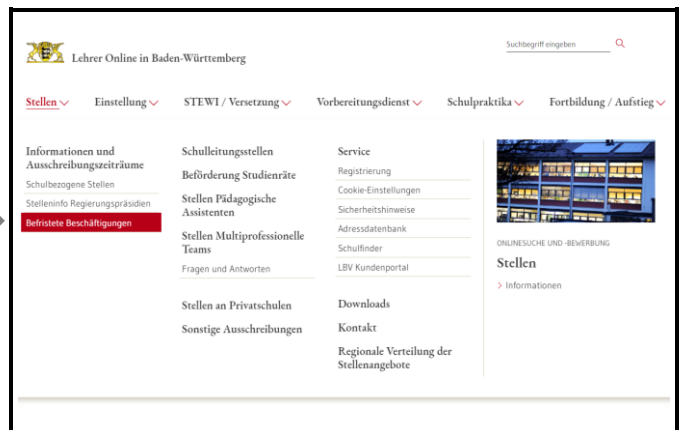 Suchbegriff eingeben
Lehrer Online in Baden-Württemberg
Stellen
Einstellung
STEWI / Versetzung
Vorbereitungsdienst
Schulpraktika
Fortbildung / Aufstieg
Informationen und
Ausschreibungszeiträume
Schulbezogene Stellen
Stelleninfo Regierungspräsidien
Befristete Beschäftigungen
Schulleitungsstellen
Beförderung Studienräte
Stellen Pädagogische
Assistenten
Stellen Multiprofessionelle
Teams
Fragen und Antworten
Stellen an Privatschulen
Sonstige Ausschreibungen
Service
Registrierung
Cookie-Einstellungen
Sicherheitshinweise
Adressdatenbank
Schulfinder
LBV Kundenportal
Downloads
Kontakt
Regionale Verteilung der
Stellenangebote
ONLINESUCHE UND -BEWERBUNG
Stellen
> Informationen